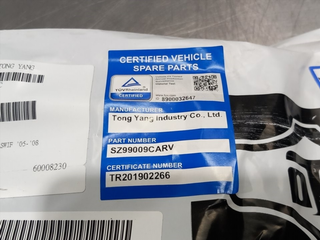 TONG YANG
SWIF '05-'08
60008230
CERTIFIED VEHICLE
SPARE PARTS
TÜVRheinland
CERTIFIED
MANUFACTURER
Tong Yang Industry Co., Ltd.
PART NUMBER
SZ99009CARV
CERTIFICATE NUMBER
TR201902266